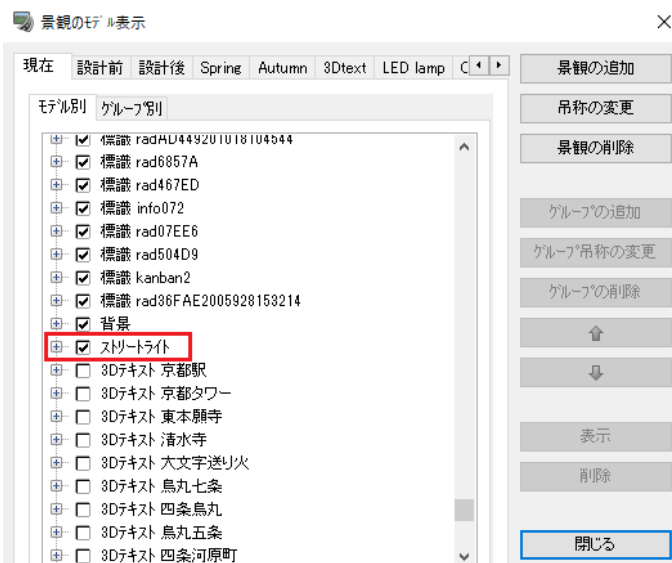 景観のモデル表示
現在 設計前 設計後 Spring Autumn 3Dtext LED lamp
モデル別 グループ別
標識 radAD449201018104544
標識 rad6857A
標識 rad467ED
標識 info072
標識 rad07EE6
標識 rad504D9
標識 kanban2
標識 rad36FAE2005928153214
背景
ストリートライト
3Dテキスト 京都駅
3Dテキスト 京都タワー
3Dテキスト 東本願寺
3Dテキスト 清水寺
3Dテキスト 大文字送り火
3Dテキスト 烏丸七条
3Dテキスト 四条烏丸
3Dテキスト 烏丸五条
3Dテキスト 四条河原町
景観の追加
呼称の変更
景観の削除
グループの追加
グループ呼称の変更
グループの削除
表示
削除
閉じる